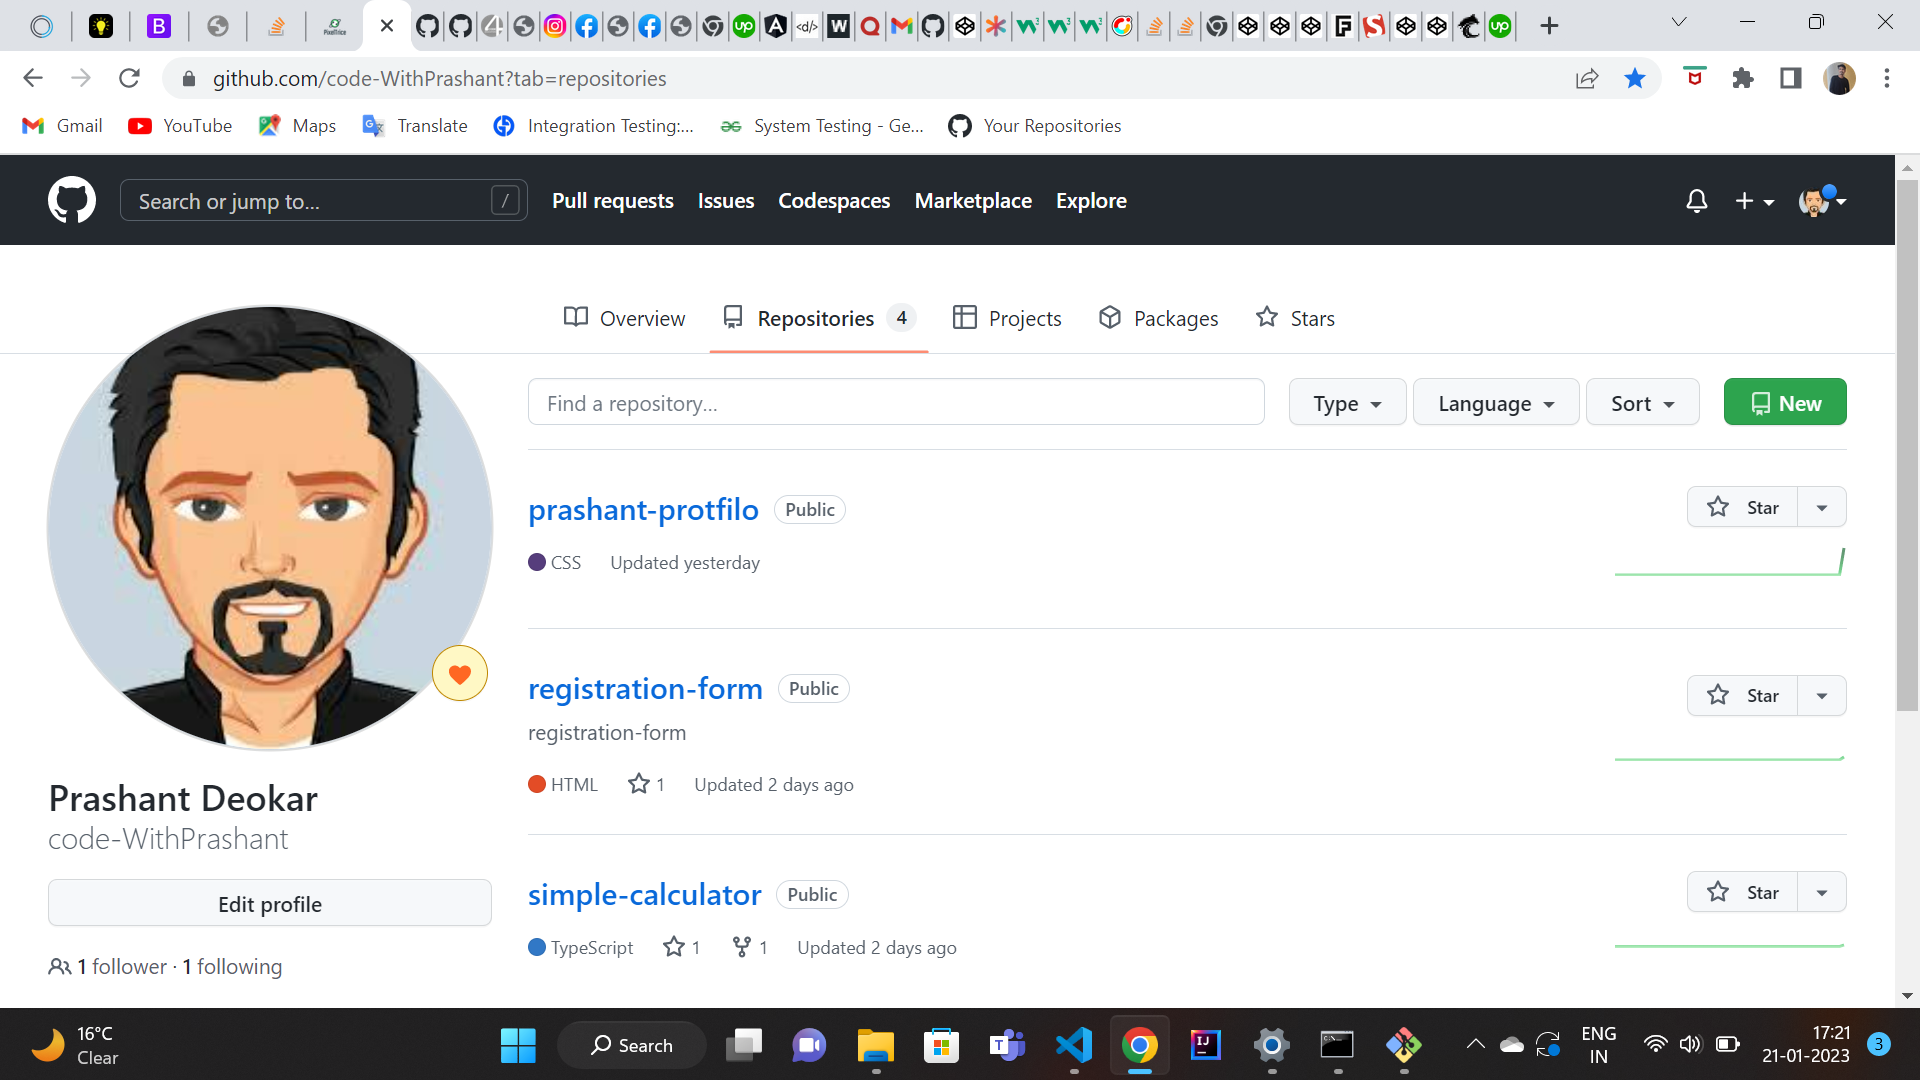 github.com/code-WithPrashant?tab=repositories
Gmail YouTube Maps Translate Integration Testing:... System Testing - Ge... Your Repositories
Search or jump to... / Pull requests Issues Codespaces Marketplace Explore
Overview Repositories 4 Projects Packages Stars
Find a repository... Type Language Sort New
prashant-protfilo Public Star
CSS Updated yesterday
registration-form Public Star
registration-form
HTML 1 Updated 2 days ago
Prashant Deokar
code-WithPrashant
Edit profile
1 follower · 1 following
simple-calculator Public Star
TypeScript 1 1 Updated 2 days ago
16°C
Clear
Search
ENG
IN
17:21
21-01-2023
3